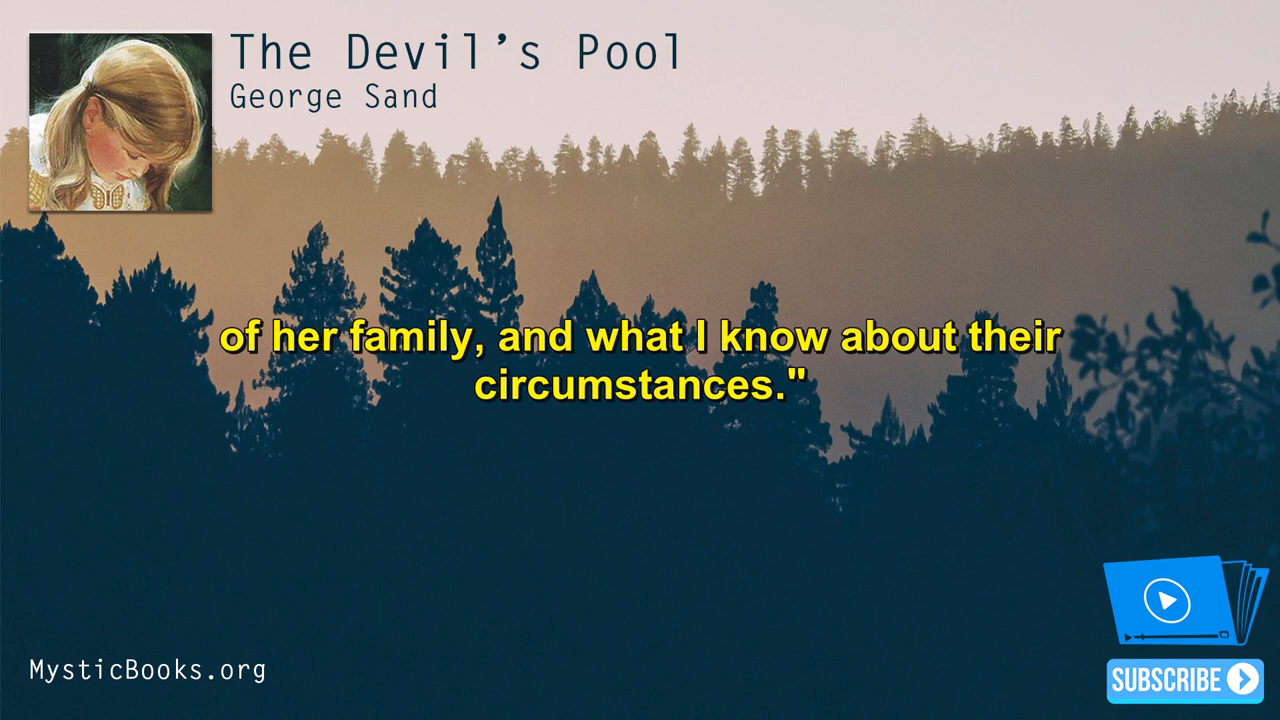 The Devil’s Pool
George Sand
of her family, and what I know about their
circumstances."
MysticBooks.org
SUBSCRIBE